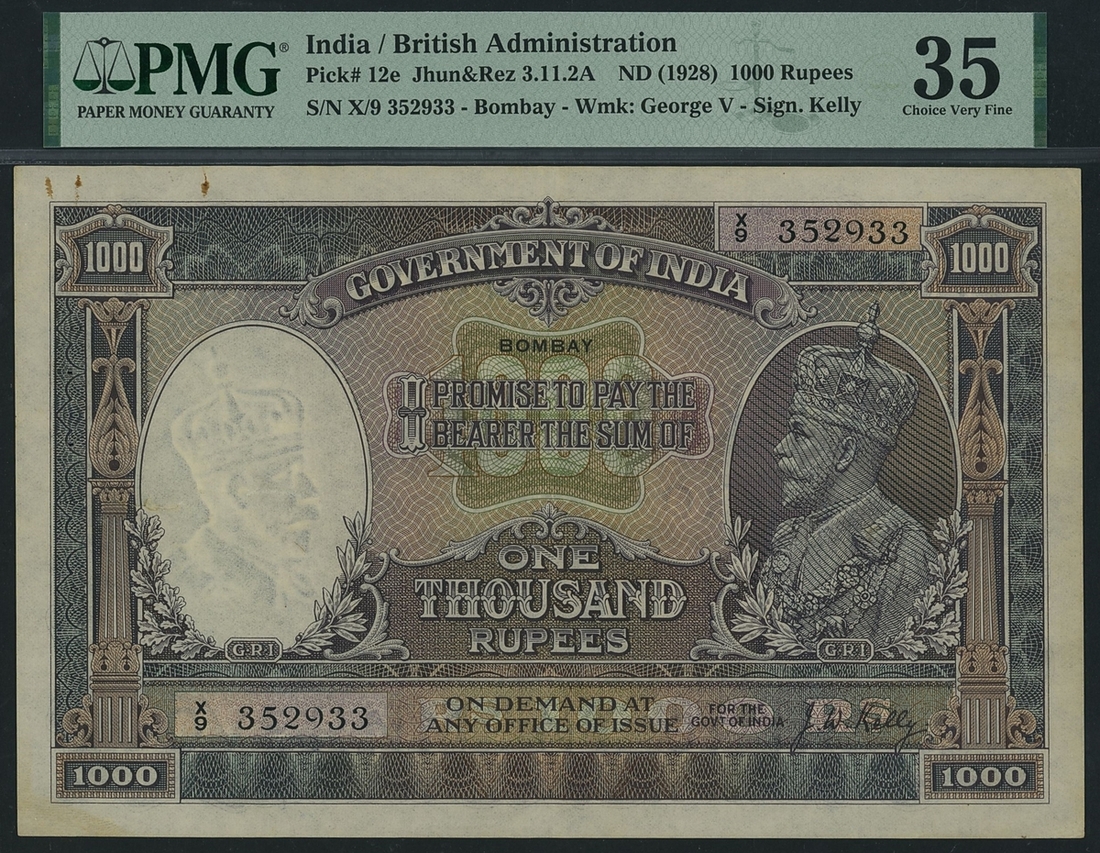 PMG®
PAPER MONEY GUARANTY
India / British Administration
Pick# 12e Jhun&Rez 3.11.2A ND (1928) 1000 Rupees
S/N X/9 352933 - Bombay - Wmk: George V - Sign. Kelly
35
Choice Very Fine
X/9 352933
1000
1000
GOVERNMENT OF INDIA
BOMBAY
1000
I PROMISE TO PAY THE
BEARER THE SUM OF
ONE
THOUSAND
RUPEES
G.R.I
G.R.I
X/9 352933
ON DEMAND AT
ANY OFFICE OF ISSUE
FOR THE
GOVT OF INDIA
J. W. Kelly
1000
1000